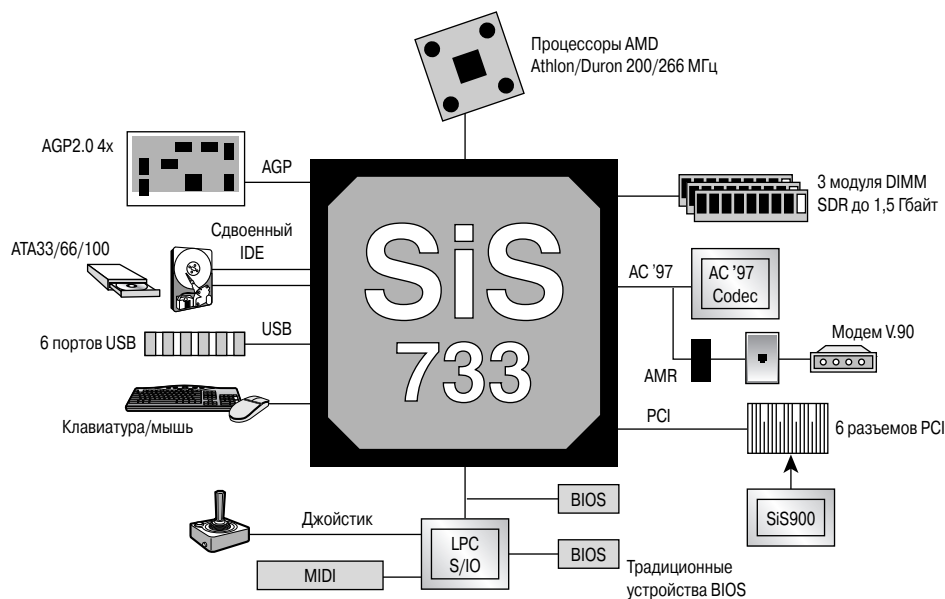 Процессоры AMD
Athlon/Duron 200/266 МГц
AGP2.0 4x
AGP
3 модуля DIMM
SDR до 1,5 Гбайт
Сдвоенный
IDE
ATA33/66/100
SiS
733
AC '97
AC '97
Codec
6 портов USB
USB
Модем V.90
AMR
Клавиатура/мышь
PCI
6 разъемов PCI
BIOS
SiS900
Джойстик
LPC
S/IO
BIOS
MIDI
Традиционные
устройства BIOS